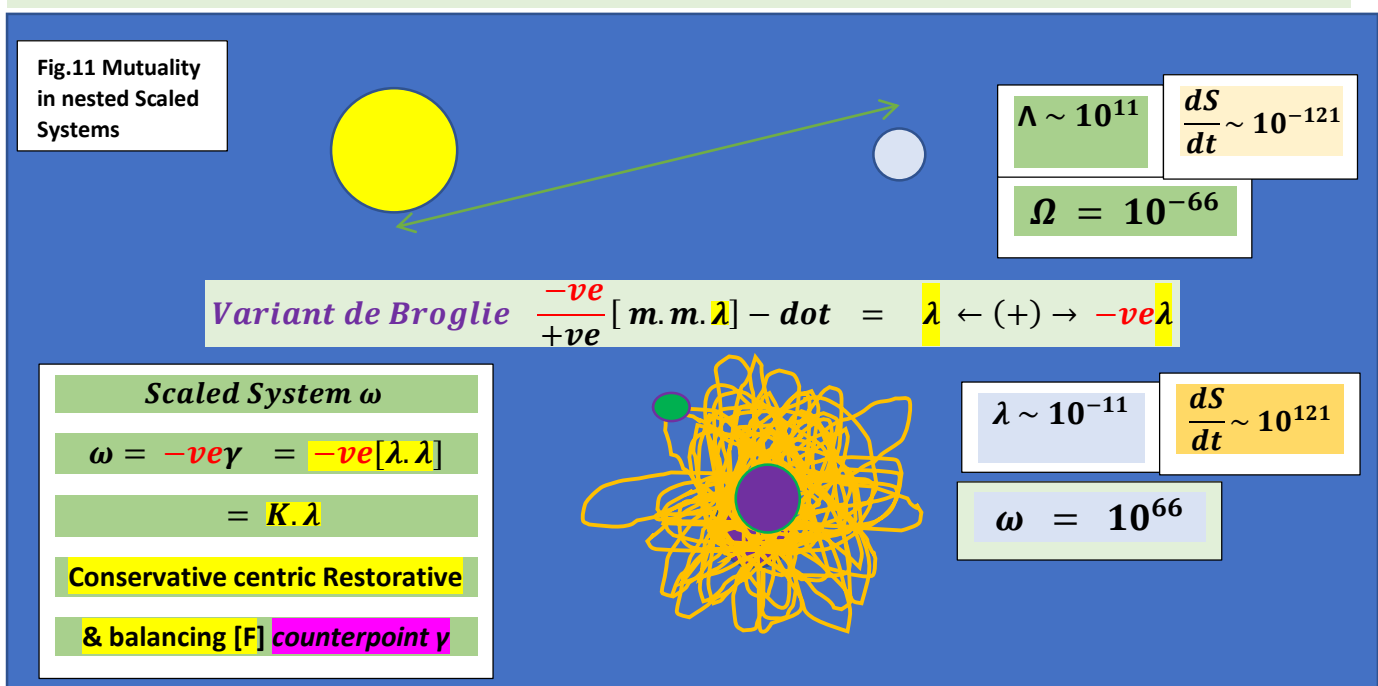 Fig.11 Mutuality
in nested Scaled
Systems
Λ ~ 10¹¹
dS/dt ~ 10⁻¹²¹
Ω = 10⁻⁶⁶
Variant de Broglie -ve/+ve [ m. m. λ] − dot = λ ← (+) → -veλ
Scaled System ω
ω = -veγ = -ve[λ. λ]
= K. λ
Conservative centric Restorative
& balancing [F] counterpoint γ
λ ~ 10⁻¹¹
dS/dt ~ 10¹²¹
ω = 10⁶⁶